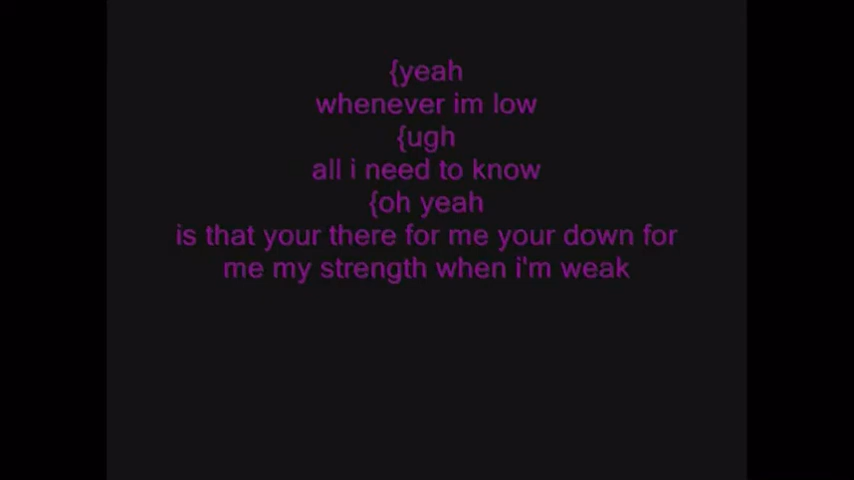 {yeah
whenever im low
{ugh
all i need to know
{oh yeah
is that your there for me your down for
me my strength when i'm weak